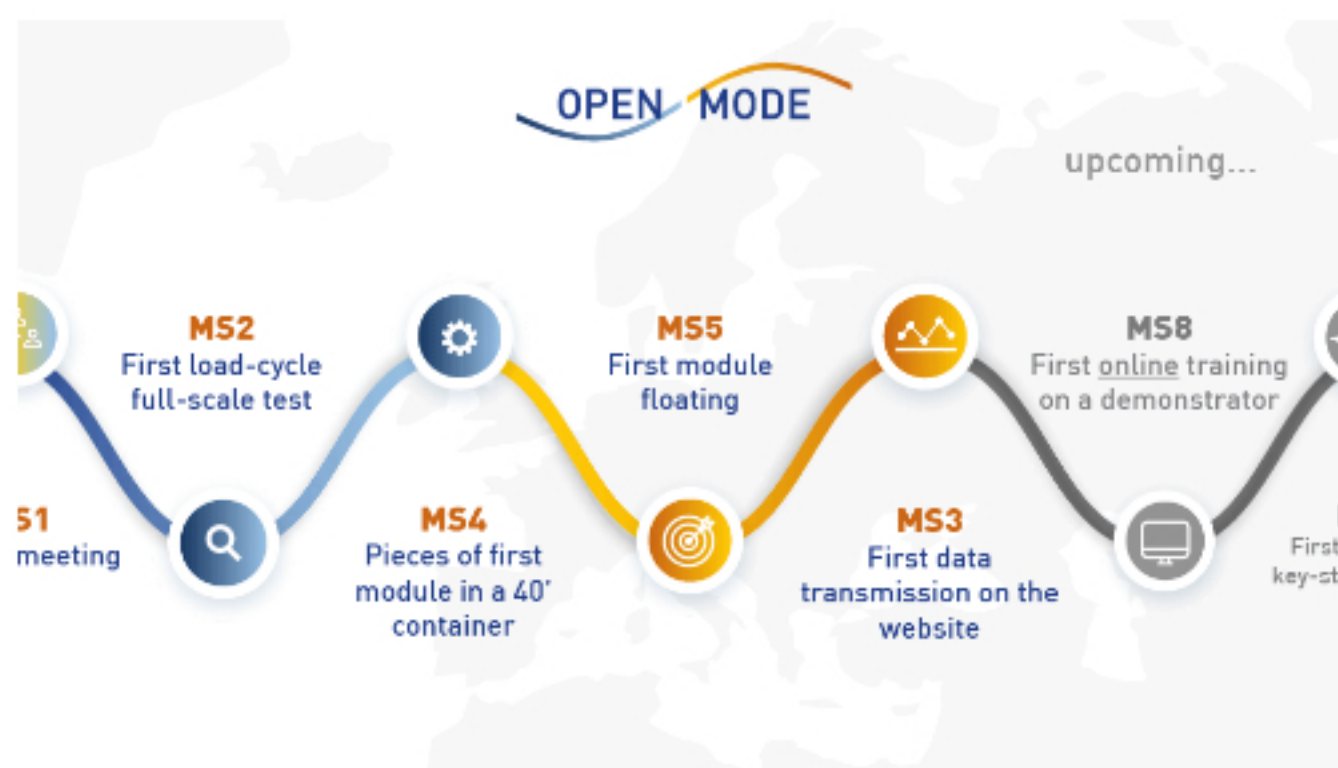 OPEN MODE
upcoming...
MS2
First load-cycle
full-scale test
MS5
First module
floating
MS8
First online training
on a demonstrator
S1
meeting
MS4
Pieces of first
module in a 40'
container
MS3
First data
transmission on the
website
First
key-st